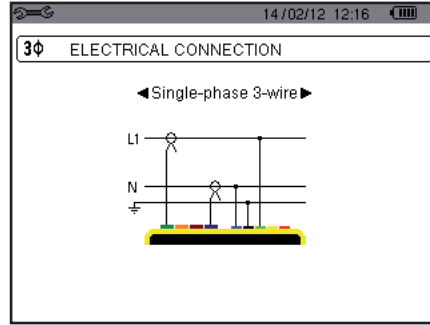 14/02/12 12:16
3Φ ELECTRICAL CONNECTION
◄Single-phase 3-wire►
L1
N